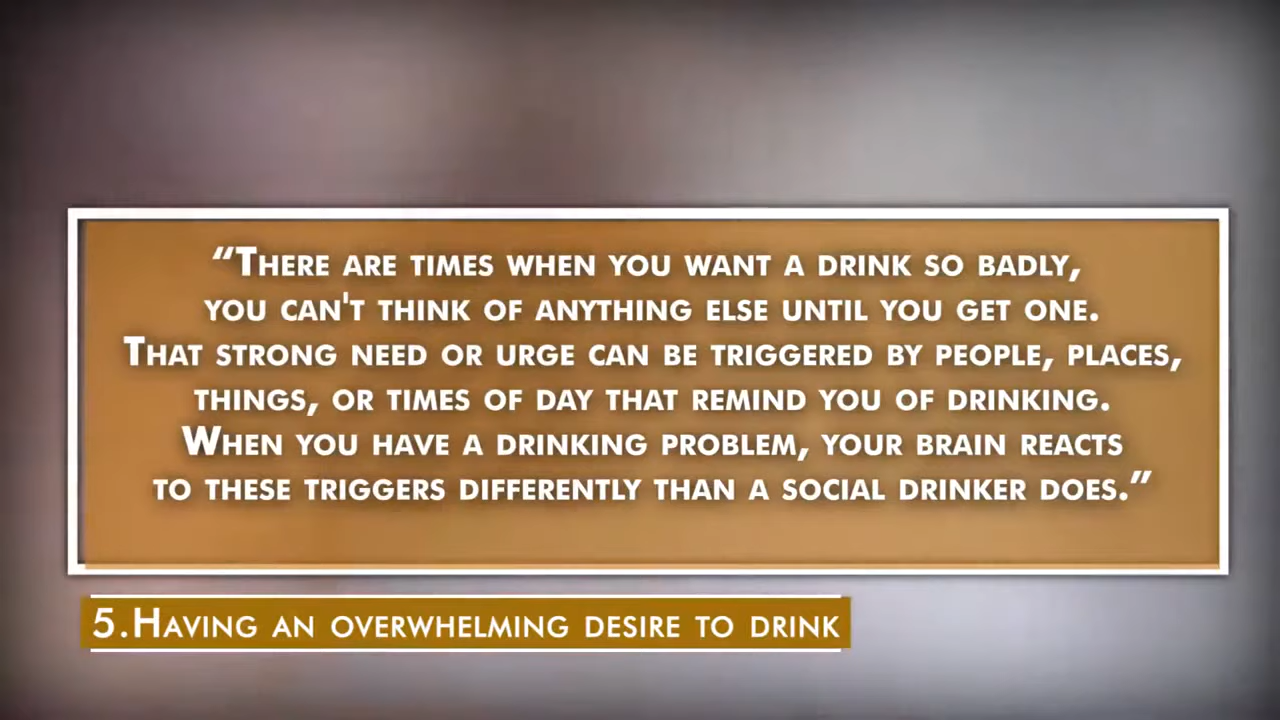 “There are times when you want a drink so badly,
you can't think of anything else until you get one.
That strong need or urge can be triggered by people, places,
things, or times of day that remind you of drinking.
When you have a drinking problem, your brain reacts
to these triggers differently than a social drinker does.”
5.Having an overwhelming desire to drink